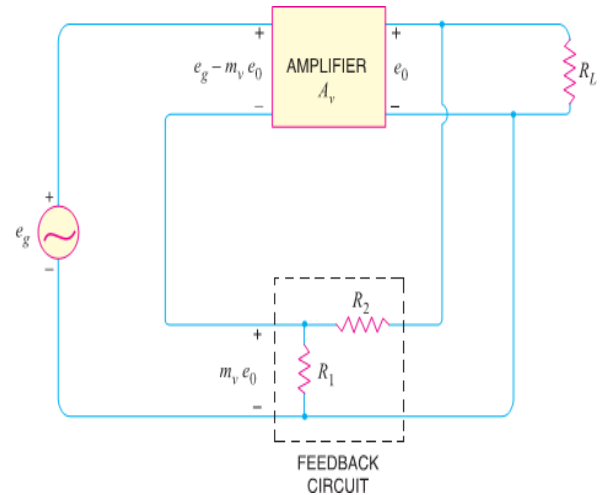 +
+
e_g – m_v e_0
AMPLIFIER
A_v
e_0
R_L
–
–
+
e_g
–
R_2
+
m_v e_0
R_1
–
FEEDBACK
CIRCUIT